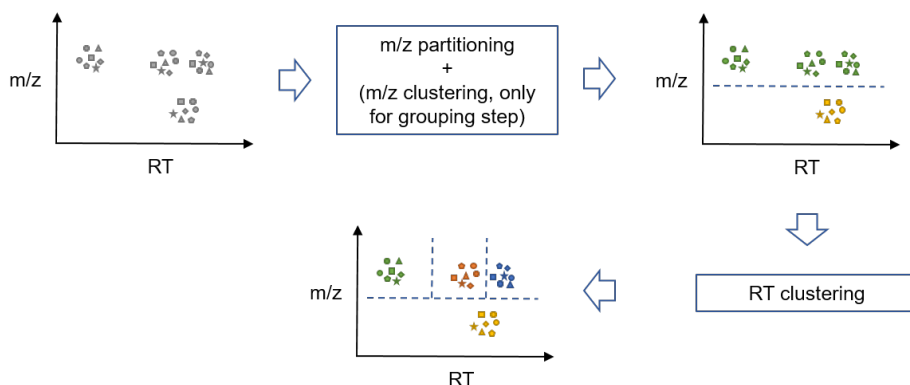 m/z
RT
m/z partitioning
+
(m/z clustering, only
for grouping step)
m/z
RT
RT clustering
m/z
RT